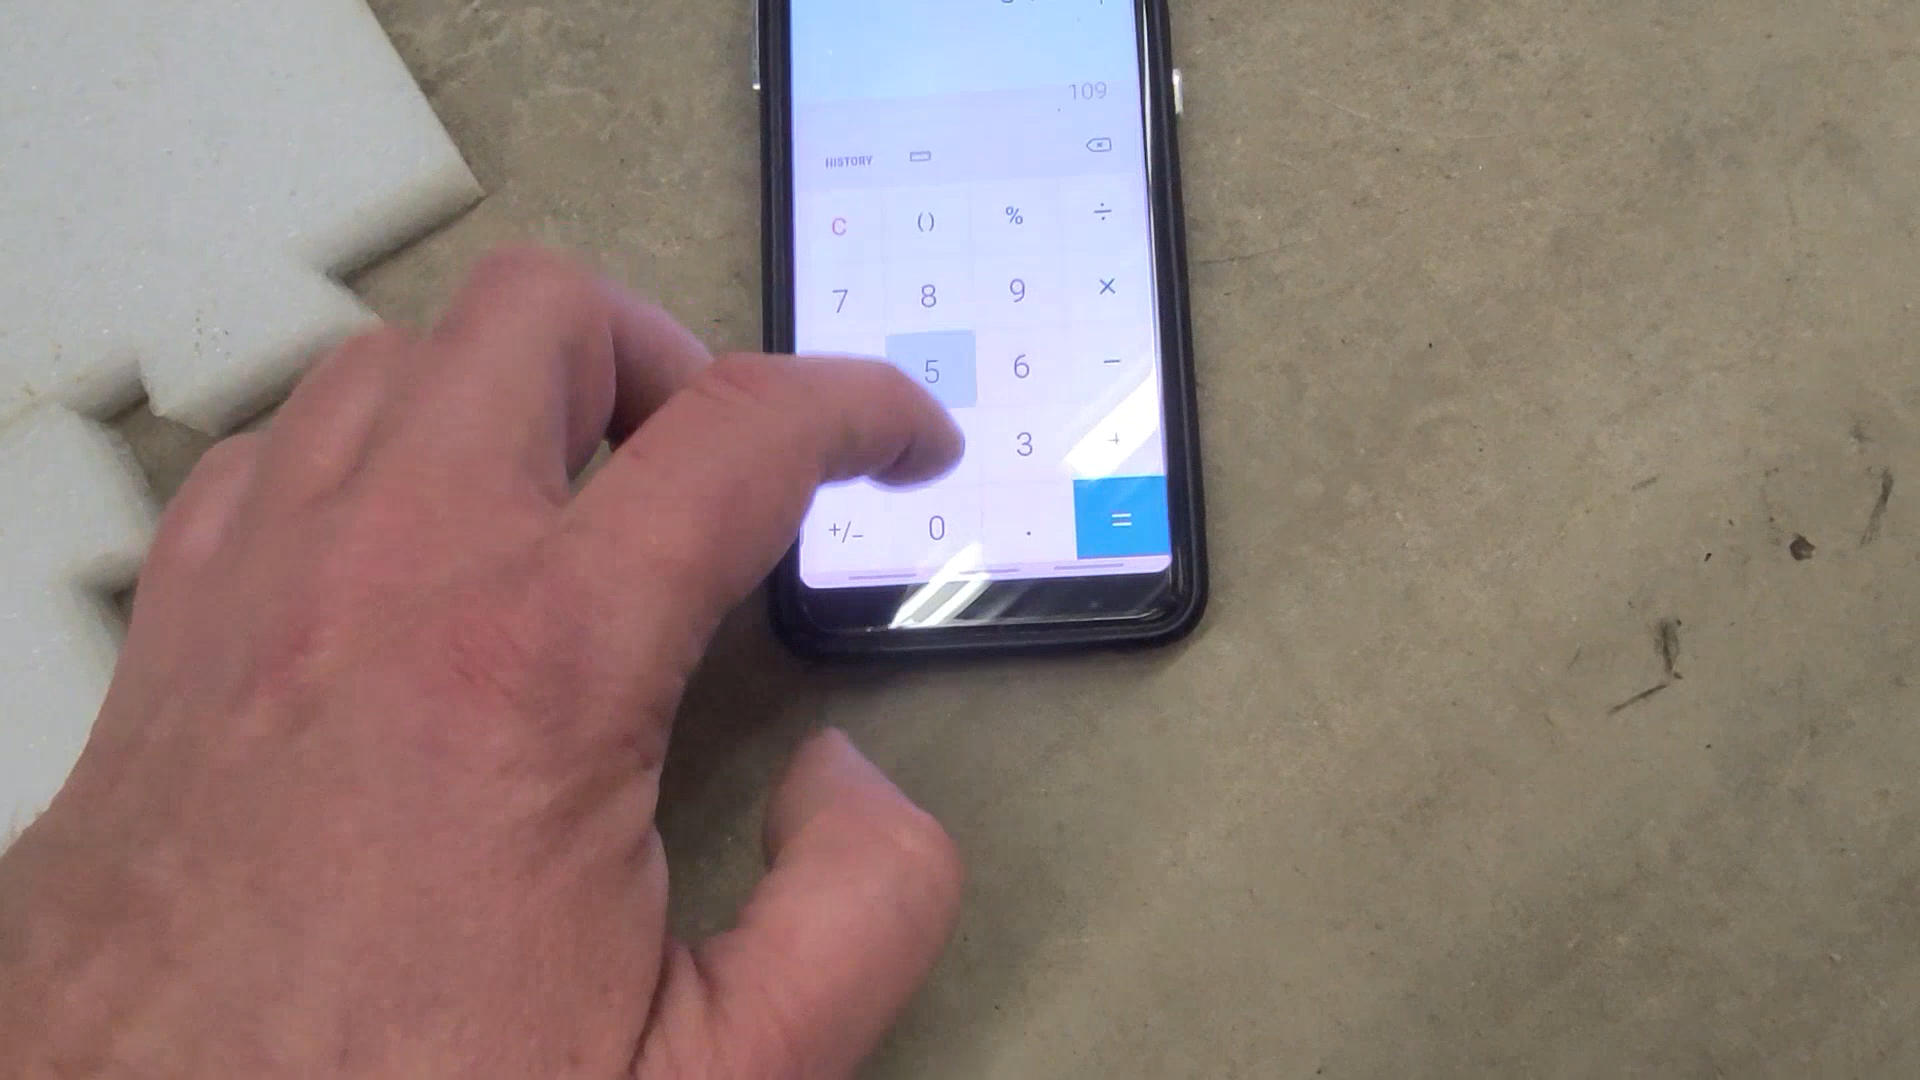 109
HISTORY
C () % ÷
7 8 9 ×
5 6 −
3 +
+/− 0 . =